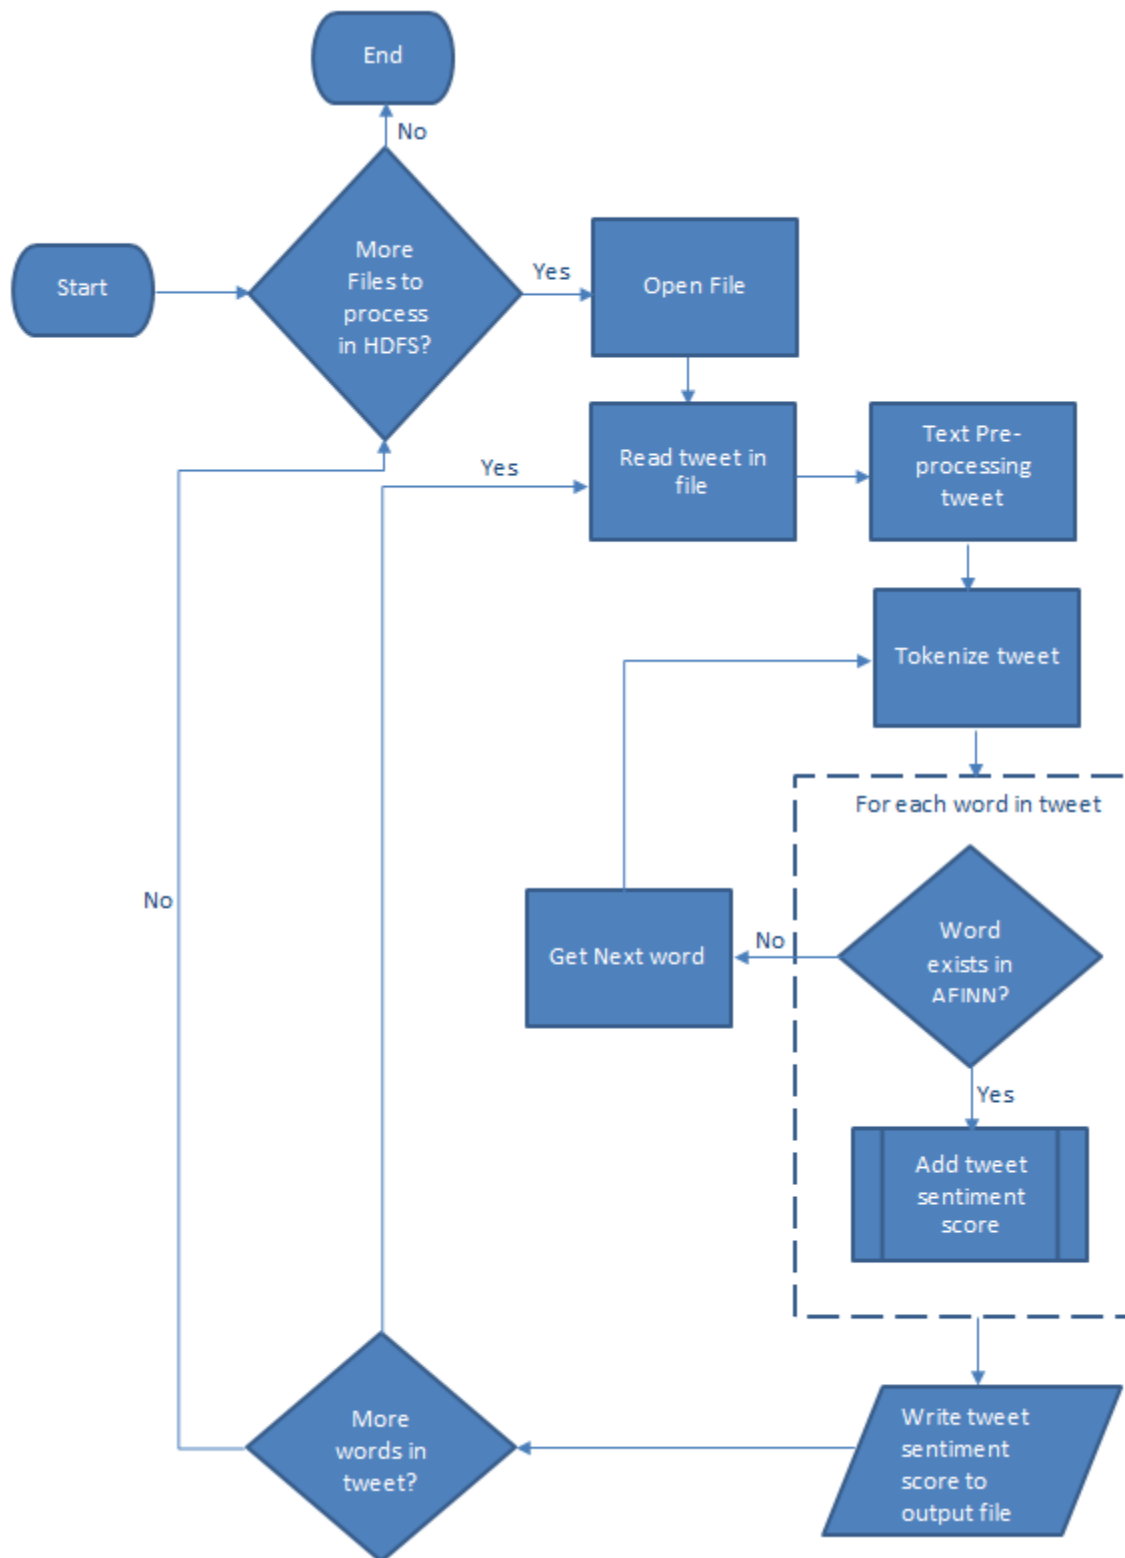 End
No
More
Files to
process
in HDFS?
Start
Yes
Open File
Read tweet in
file
Text Pre-
processing
tweet
Yes
Tokenize tweet
For each word in tweet
No
Get Next word
No
Word
exists in
AFINN?
Yes
Add tweet
sentiment
score
More
words in
tweet?
Write tweet
sentiment
score to
output file